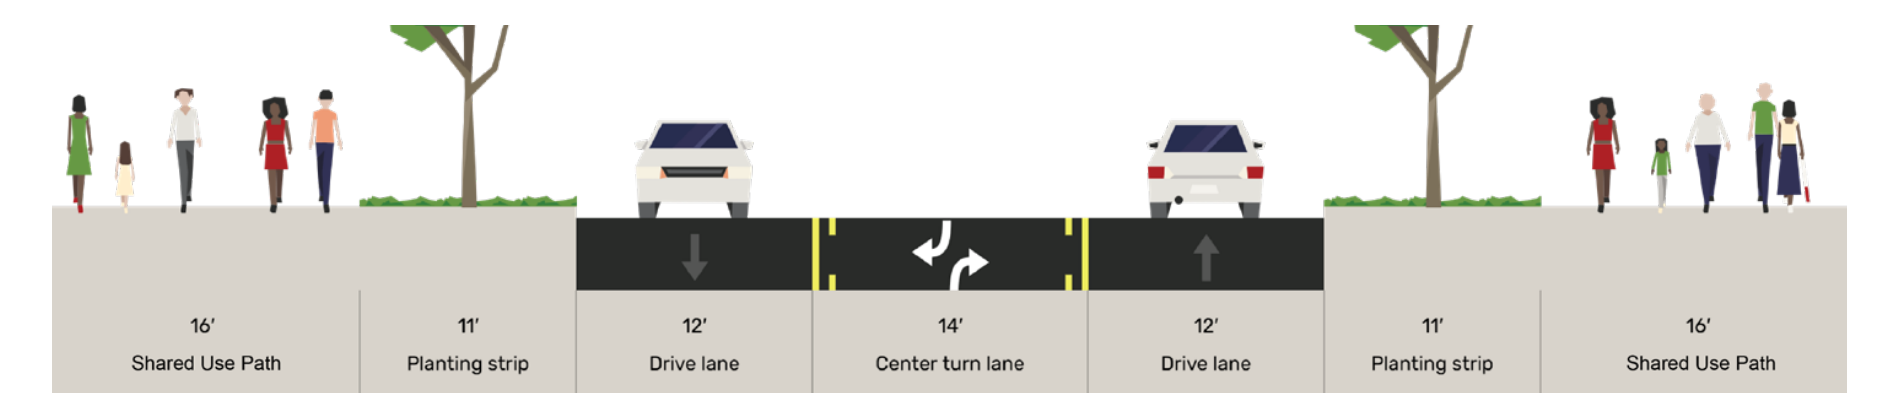 16′ 11′ 12′ 14′ 12′ 11′ 16′
Shared Use Path Planting strip Drive lane Center turn lane Drive lane Planting strip Shared Use Path